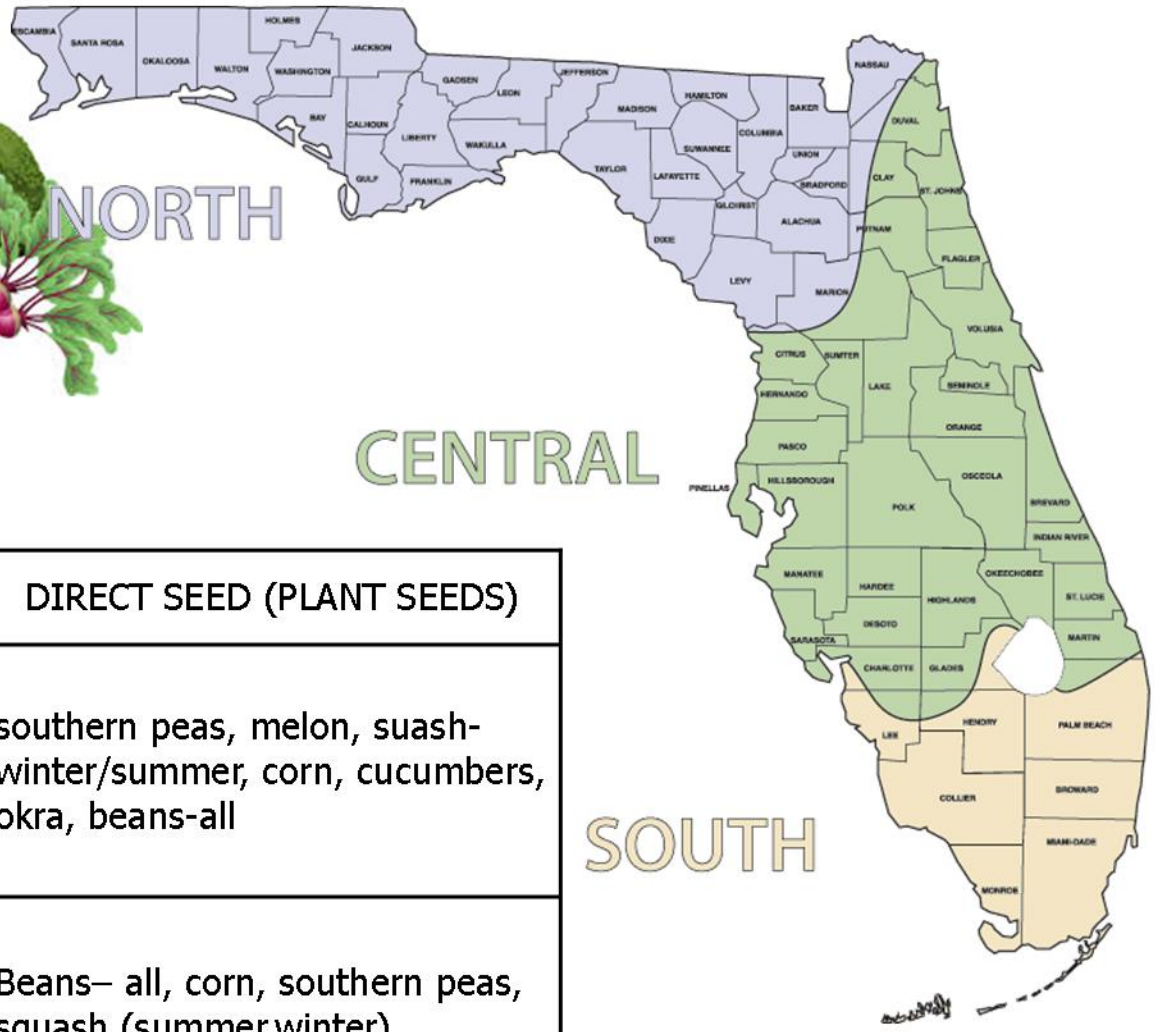 ESCAMBIA
SANTA ROSA
OKALOOSA
WALTON
HOLMES
WASHINGTON
JACKSON
BAY
CALHOUN
GULF
GADSEN
LIBERTY
FRANKLIN
LEON
WAKULLA
JEFFERSON
MADISON
TAYLOR
HAMILTON
SUWANNEE
LAFAYETTE
DIXIE
COLUMBIA
GILCHRIST
BAKER
UNION
BRADFORD
ALACHUA
LEVY
MARION
NASSAU
DUVAL
CLAY
ST. JOHNS
PUTNAM
FLAGLER
VOLUSIA
NORTH
CITRUS
SUMTER
HERNANDO
LAKE
SEMINOLE
ORANGE
PASCO
PINELLAS
HILLSBOROUGH
POLK
OSCEOLA
BREVARD
INDIAN RIVER
CENTRAL
MANATEE
HARDEE
HIGHLANDS
OKEECHOBEE
ST. LUCIE
DESOTO
SARASOTA
MARTIN
CHARLOTTE
GLADES
LEE
HENDRY
PALM BEACH
COLLIER
BROWARD
MIAMI-DADE
MONROE
SOUTH
DIRECT SEED (PLANT SEEDS)
southern peas, melon, suash-
winter/summer, corn, cucumbers,
okra, beans-all
Beans– all, corn, southern peas,
squash (summer,winter)